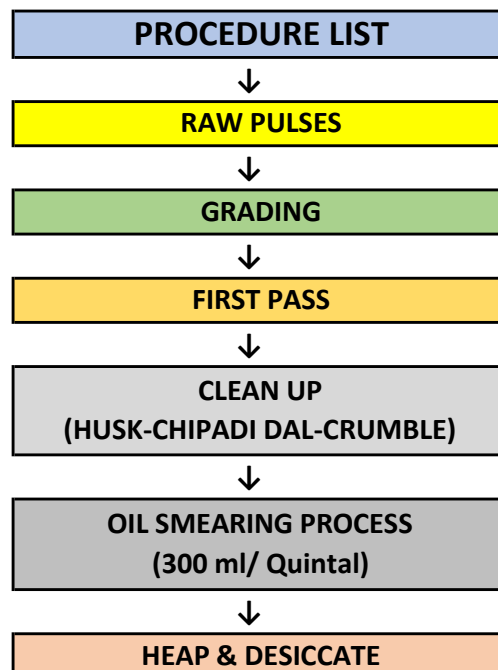 PROCEDURE LIST
RAW PULSES
GRADING
FIRST PASS
CLEAN UP
(HUSK-CHIPADI DAL-CRUMBLE)
OIL SMEARING PROCESS
(300 ml/ Quintal)
HEAP & DESICCATE